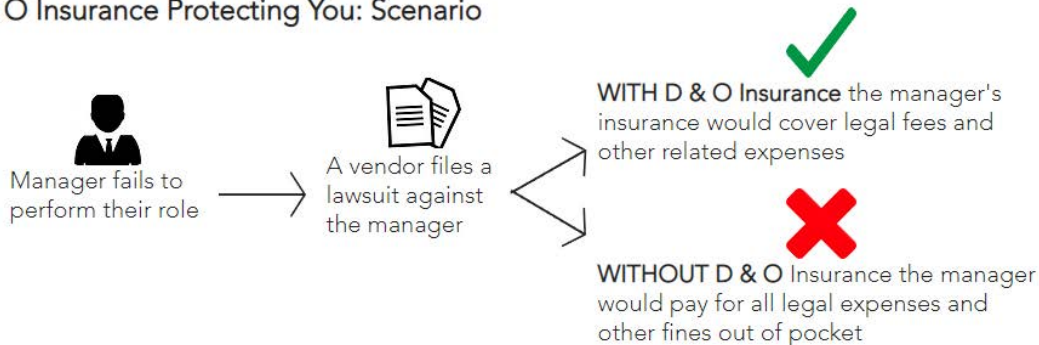 O Insurance Protecting You: Scenario
Manager fails to
perform their role
A vendor files a
lawsuit against
the manager
WITH D & O Insurance the manager's
insurance would cover legal fees and
other related expenses
WITHOUT D & O Insurance the manager
would pay for all legal expenses and
other fines out of pocket